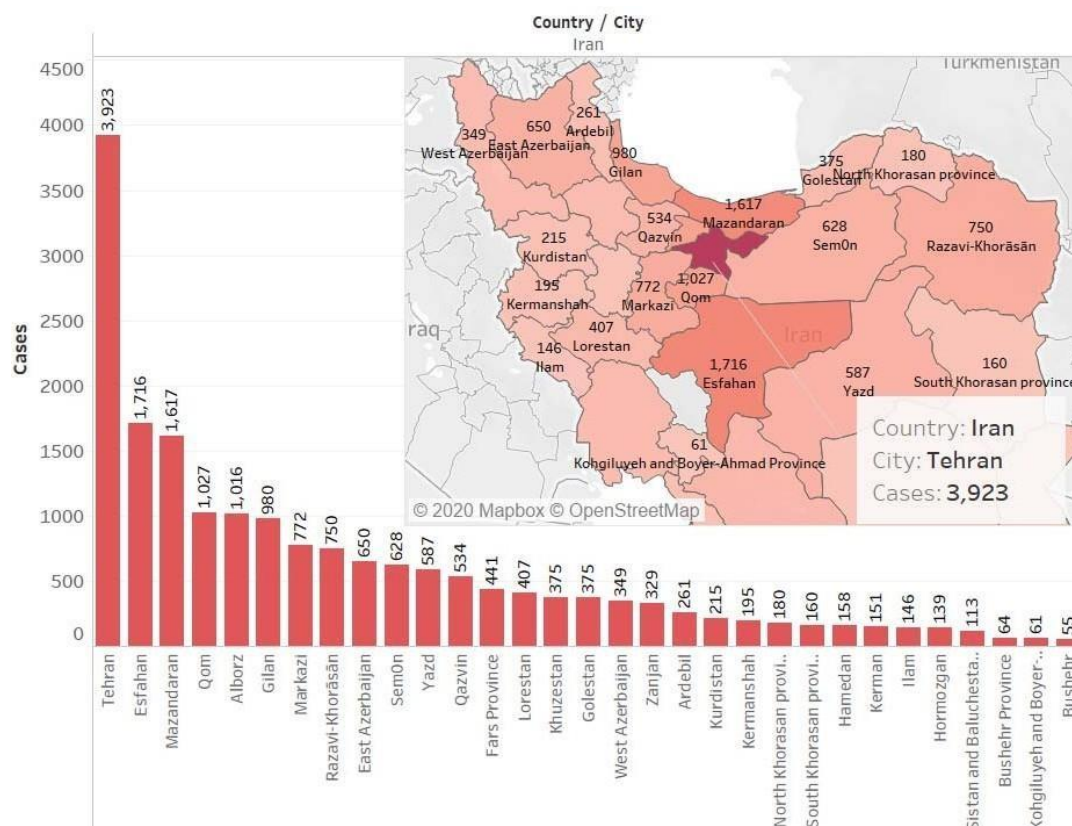 Country / City
Iran
Cases
4500
4000
3500
3000
2500
2000
1500
1000
500
0
3,923
1,716
1,617
1,027
1,016
980
772
750
650
628
587
534
441
407
375
375
349
329
261
215
195
180
160
158
151
146
139
113
64
61
55
Tehran
Esfahan
Mazandaran
Qom
Alborz
Gilan
Markazi
Razavi-Khorāsān
East Azerbaijan
Sem0n
Yazd
Qazvin
Fars Province
Lorestan
Khuzestan
Golestan
West Azerbaijan
Zanjan
Ardebil
Kurdistan
Kermanshah
North Khorasan provi..
South Khorasan provi..
Hamedan
Kerman
Ilam
Hormozgan
Sistan and Baluchesta..
Bushehr Province
Kohgiluyeh and Boyer-..
Bushehr
Turkmenistan
349
West Azerbaijan
650
East Azerbaijan
261
Ardebil
980
Gilan
375
Golestan
180
North Khorasan province
1,617
Mazandaran
534
Qazvin
628
Sem0n
750
Razavi-Khorāsān
215
Kurdistan
195
Kermanshah
772
Markazi
1,027
Qom
raq
407
Lorestan
146
Ilam
Iran
1,716
Esfahan
587
Yazd
160
South Khorasan province
61
Kohgiluyeh and Boyer-Ahmad Province
Country: Iran
City: Tehran
Cases: 3,923
© 2020 Mapbox © OpenStreetMap